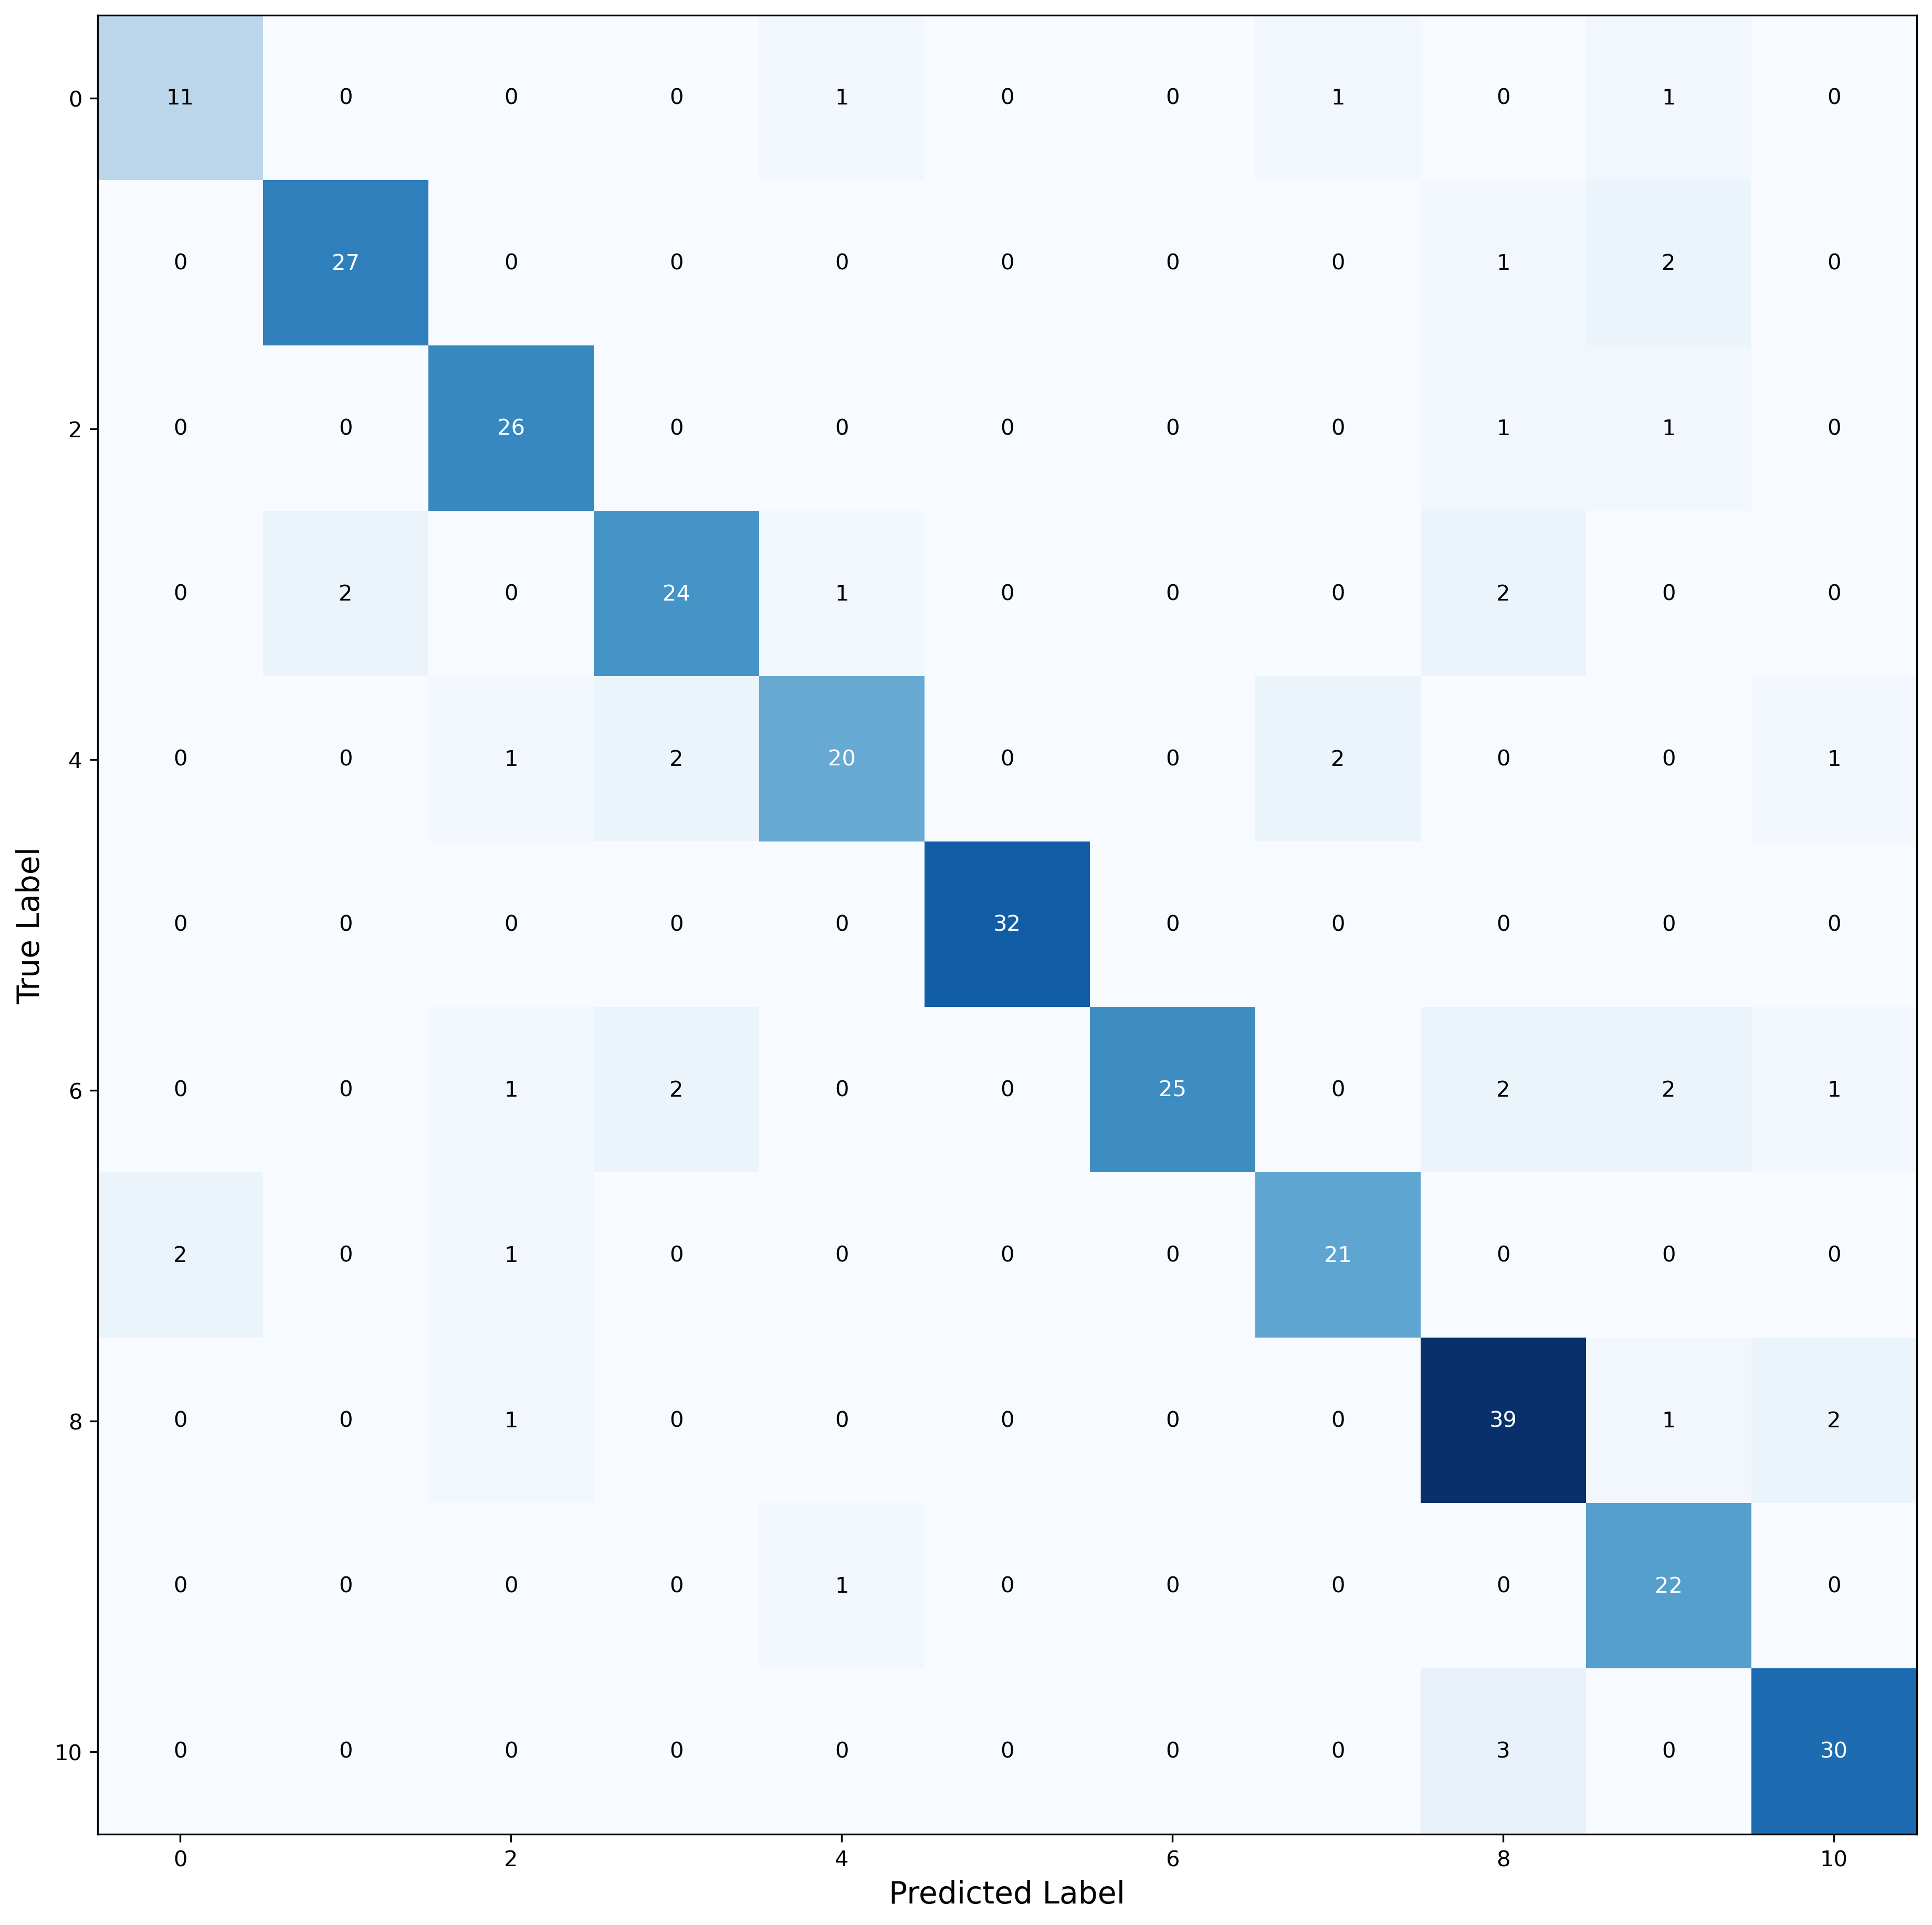 0 11 0 0 0 1 0 0 1 0 1 0
0 27 0 0 0 0 0 0 1 2 0
2 0 0 26 0 0 0 0 0 1 1 0
0 2 0 24 1 0 0 0 2 0 0
4 0 0 1 2 20 0 0 2 0 0 1
0 0 0 0 0 32 0 0 0 0 0
6 0 0 1 2 0 0 25 0 2 2 1
2 0 1 0 0 0 0 21 0 0 0
8 0 0 1 0 0 0 0 0 39 1 2
0 0 0 0 1 0 0 0 0 22 0
10 0 0 0 0 0 0 0 0 3 0 30
0 2 4 6 8 10
Predicted Label
True Label